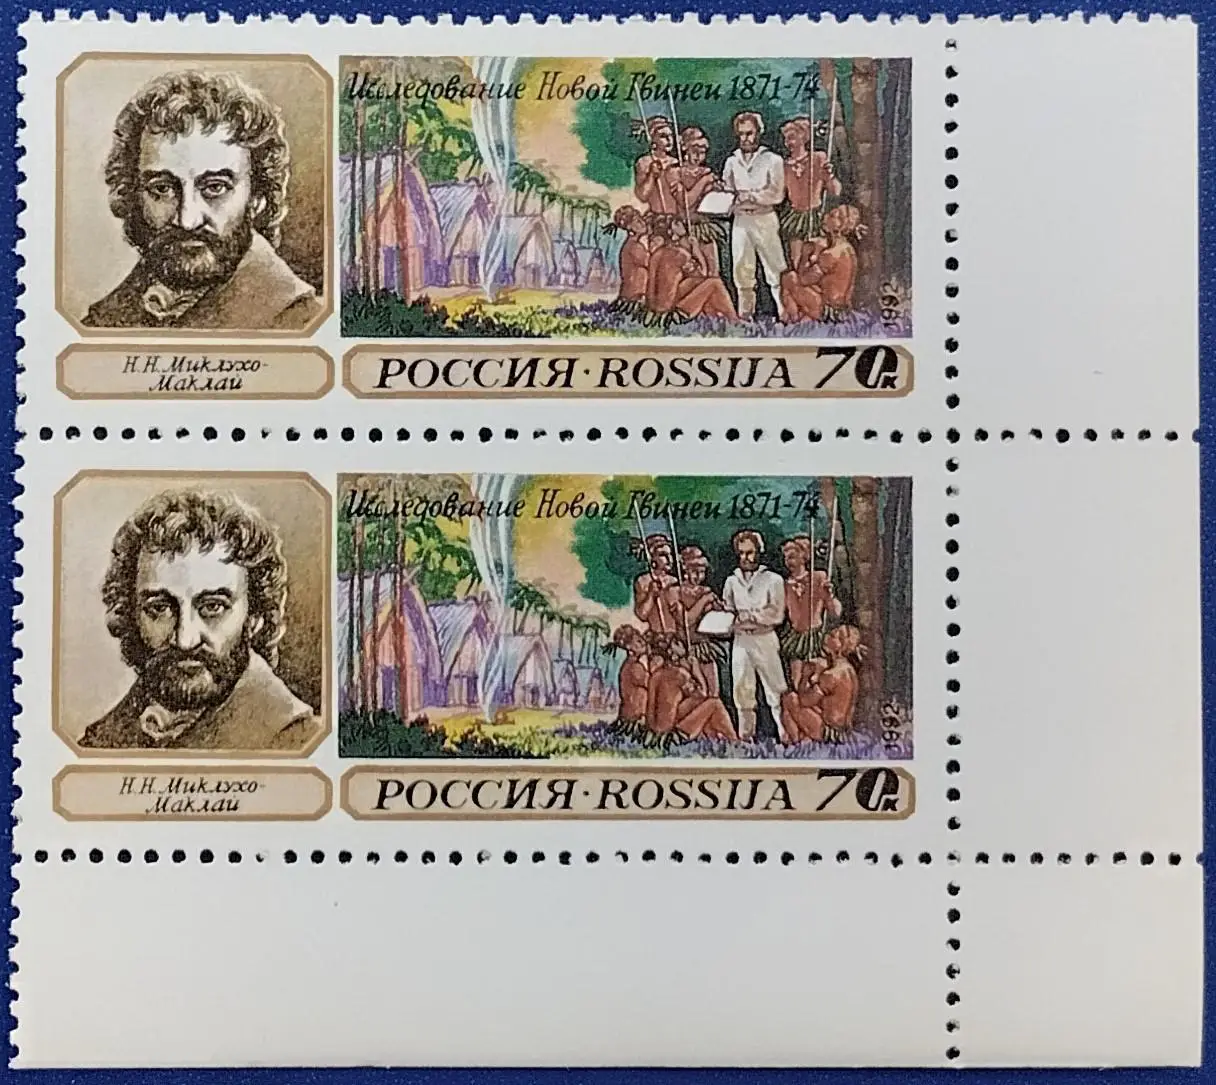 Исследование Новой Гвинеи 1871-74
1992
Н.Н. Миклухо-
Маклай
РОССИЯ · ROSSIJA 70к
Исследование Новой Гвинеи 1871-74
1992
Н.Н. Миклухо-
Маклай
РОССИЯ · ROSSIJA 70к